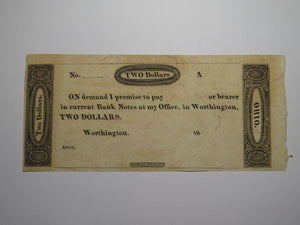 No. TWO Dollars A
ON demand I promise to pay or bearer
in current Bank Notes at my Office, in Worthington,
TWO DOLLARS.
Worthington. 18
Attest,
Two Dollars.
OHIO.